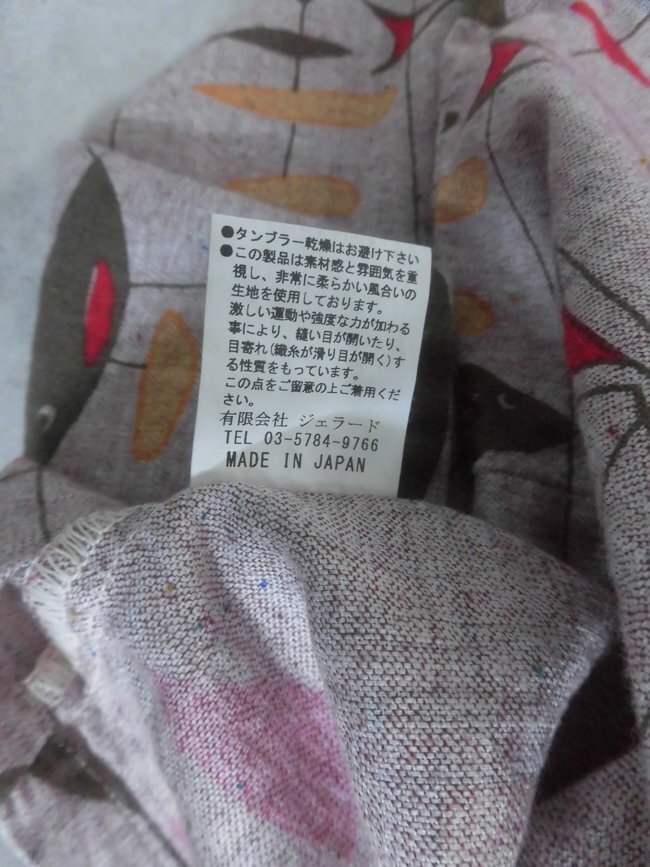 ●タンブラー乾燥はお避け下さい
●この製品は素材感と雰囲気を重
視し、非常に柔らかい風合いの
生地を使用しております。
激しい運動や強度な力が加わる
事により、縫い目が開いたり、
目寄れ(織糸が滑り目が開く)す
る性質をもっています。
この点をご留意の上ご着用くだ
さい。
有限会社 ジェラード
TEL 03-5784-9766
MADE IN JAPAN